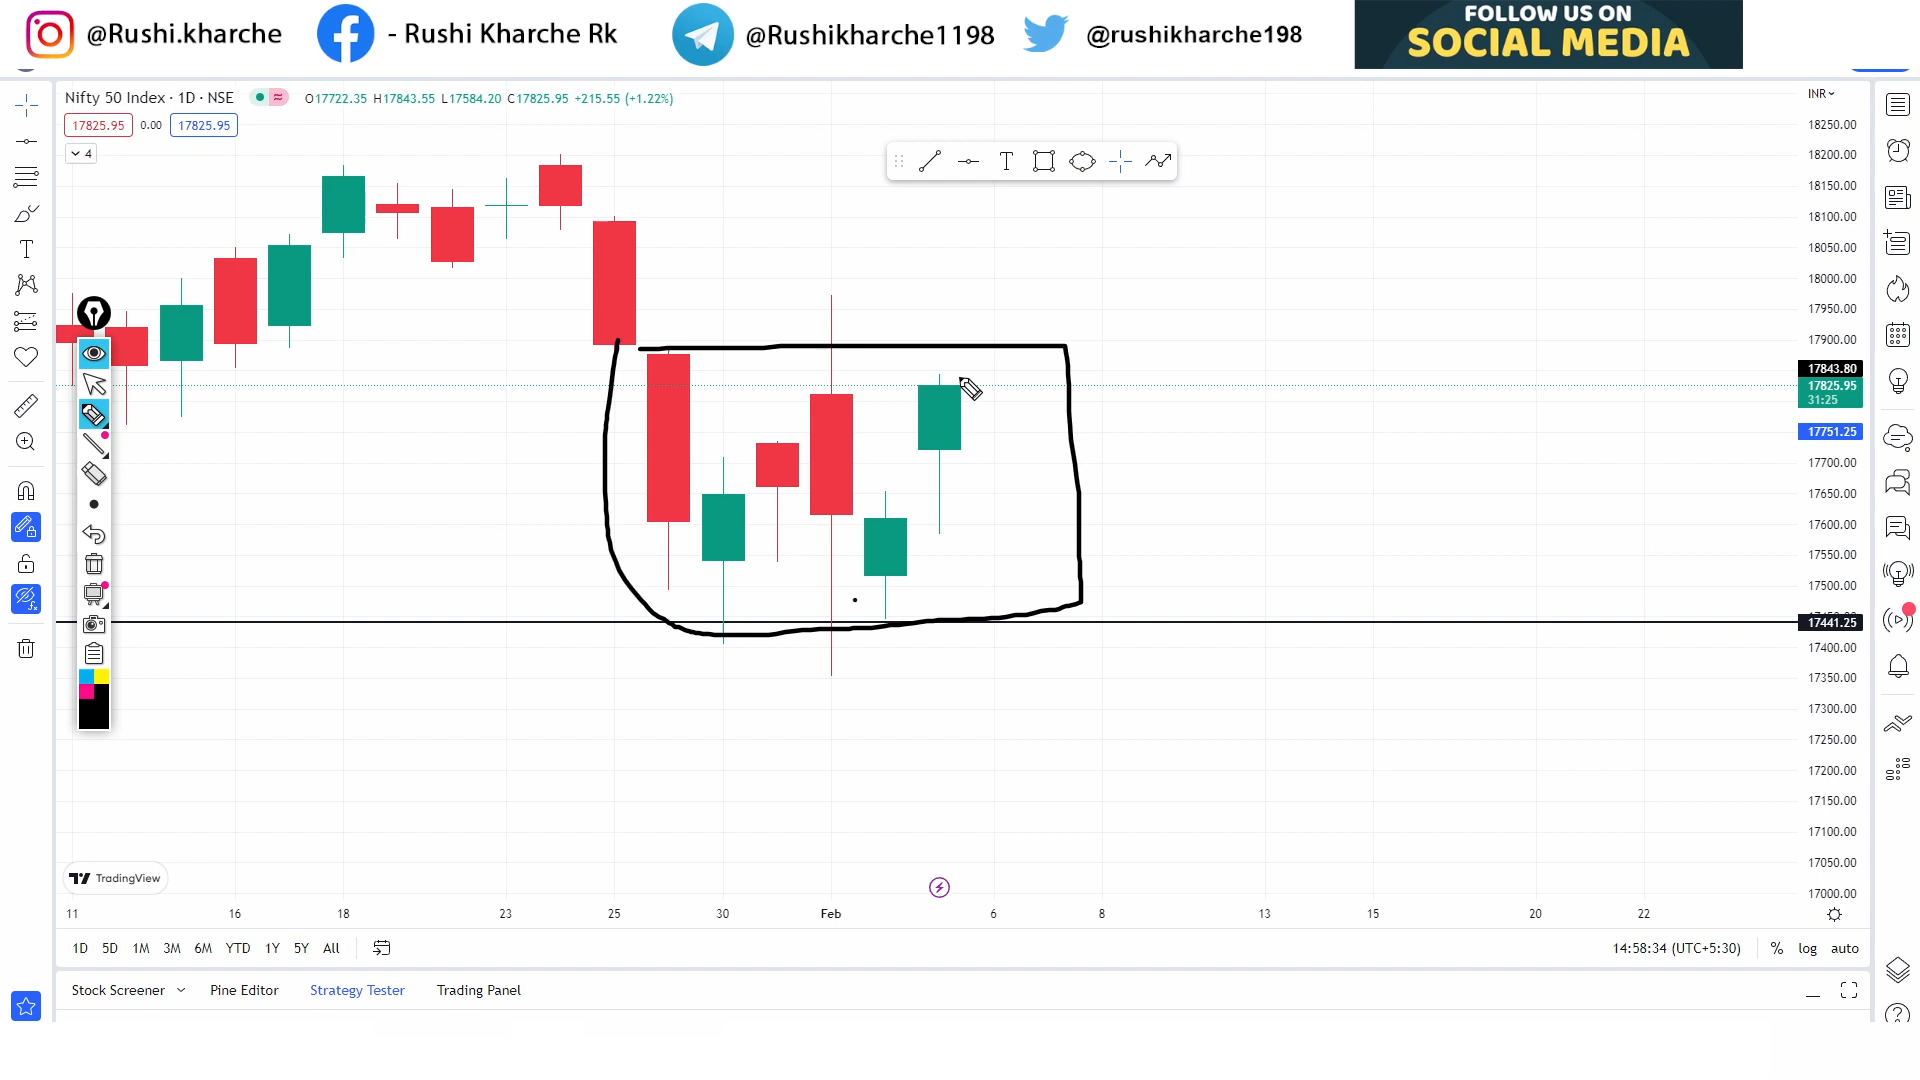 @Rushi.kharche
- Rushi Kharche Rk
@Rushikharche1198
@rushikharche198
FOLLOW US ON
SOCIAL MEDIA
Nifty 50 Index · 1D · NSE
O17722.35 H17843.55 L17584.20 C17825.95 +215.55 (+1.22%)
17825.95 0.00 17825.95
4
INR
18250.00
18200.00
18150.00
18100.00
18050.00
18000.00
17950.00
17900.00
17843.80
17825.95
31:25
17751.25
17700.00
17650.00
17600.00
17550.00
17500.00
17441.25
17400.00
17350.00
17300.00
17250.00
17200.00
17150.00
17100.00
17050.00
17000.00
TradingView
11 16 18 23 25 30 Feb 6 8 13 15 20 22
1D 5D 1M 3M 6M YTD 1Y 5Y All
14:58:34 (UTC+5:30) % log auto
Stock Screener Pine Editor Strategy Tester Trading Panel